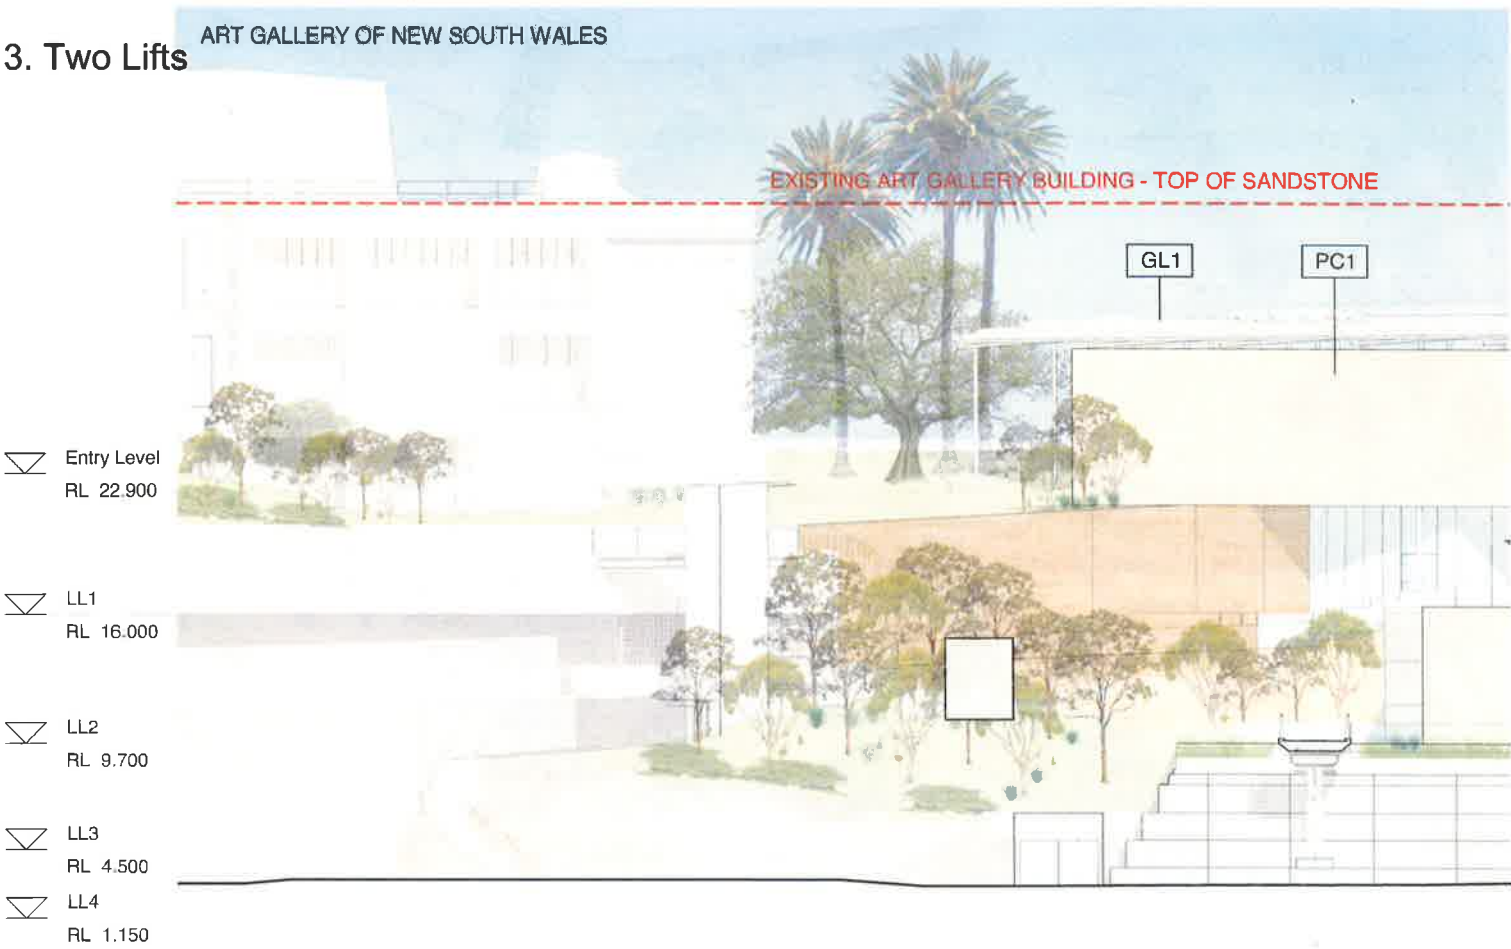 ART GALLERY OF NEW SOUTH WALES
3. Two Lifts
EXISTING ART GALLERY BUILDING - TOP OF SANDSTONE
GL1
PC1
Entry Level
RL 22.900
LL1
RL 16.000
LL2
RL 9.700
LL3
RL 4.500
LL4
RL 1.150